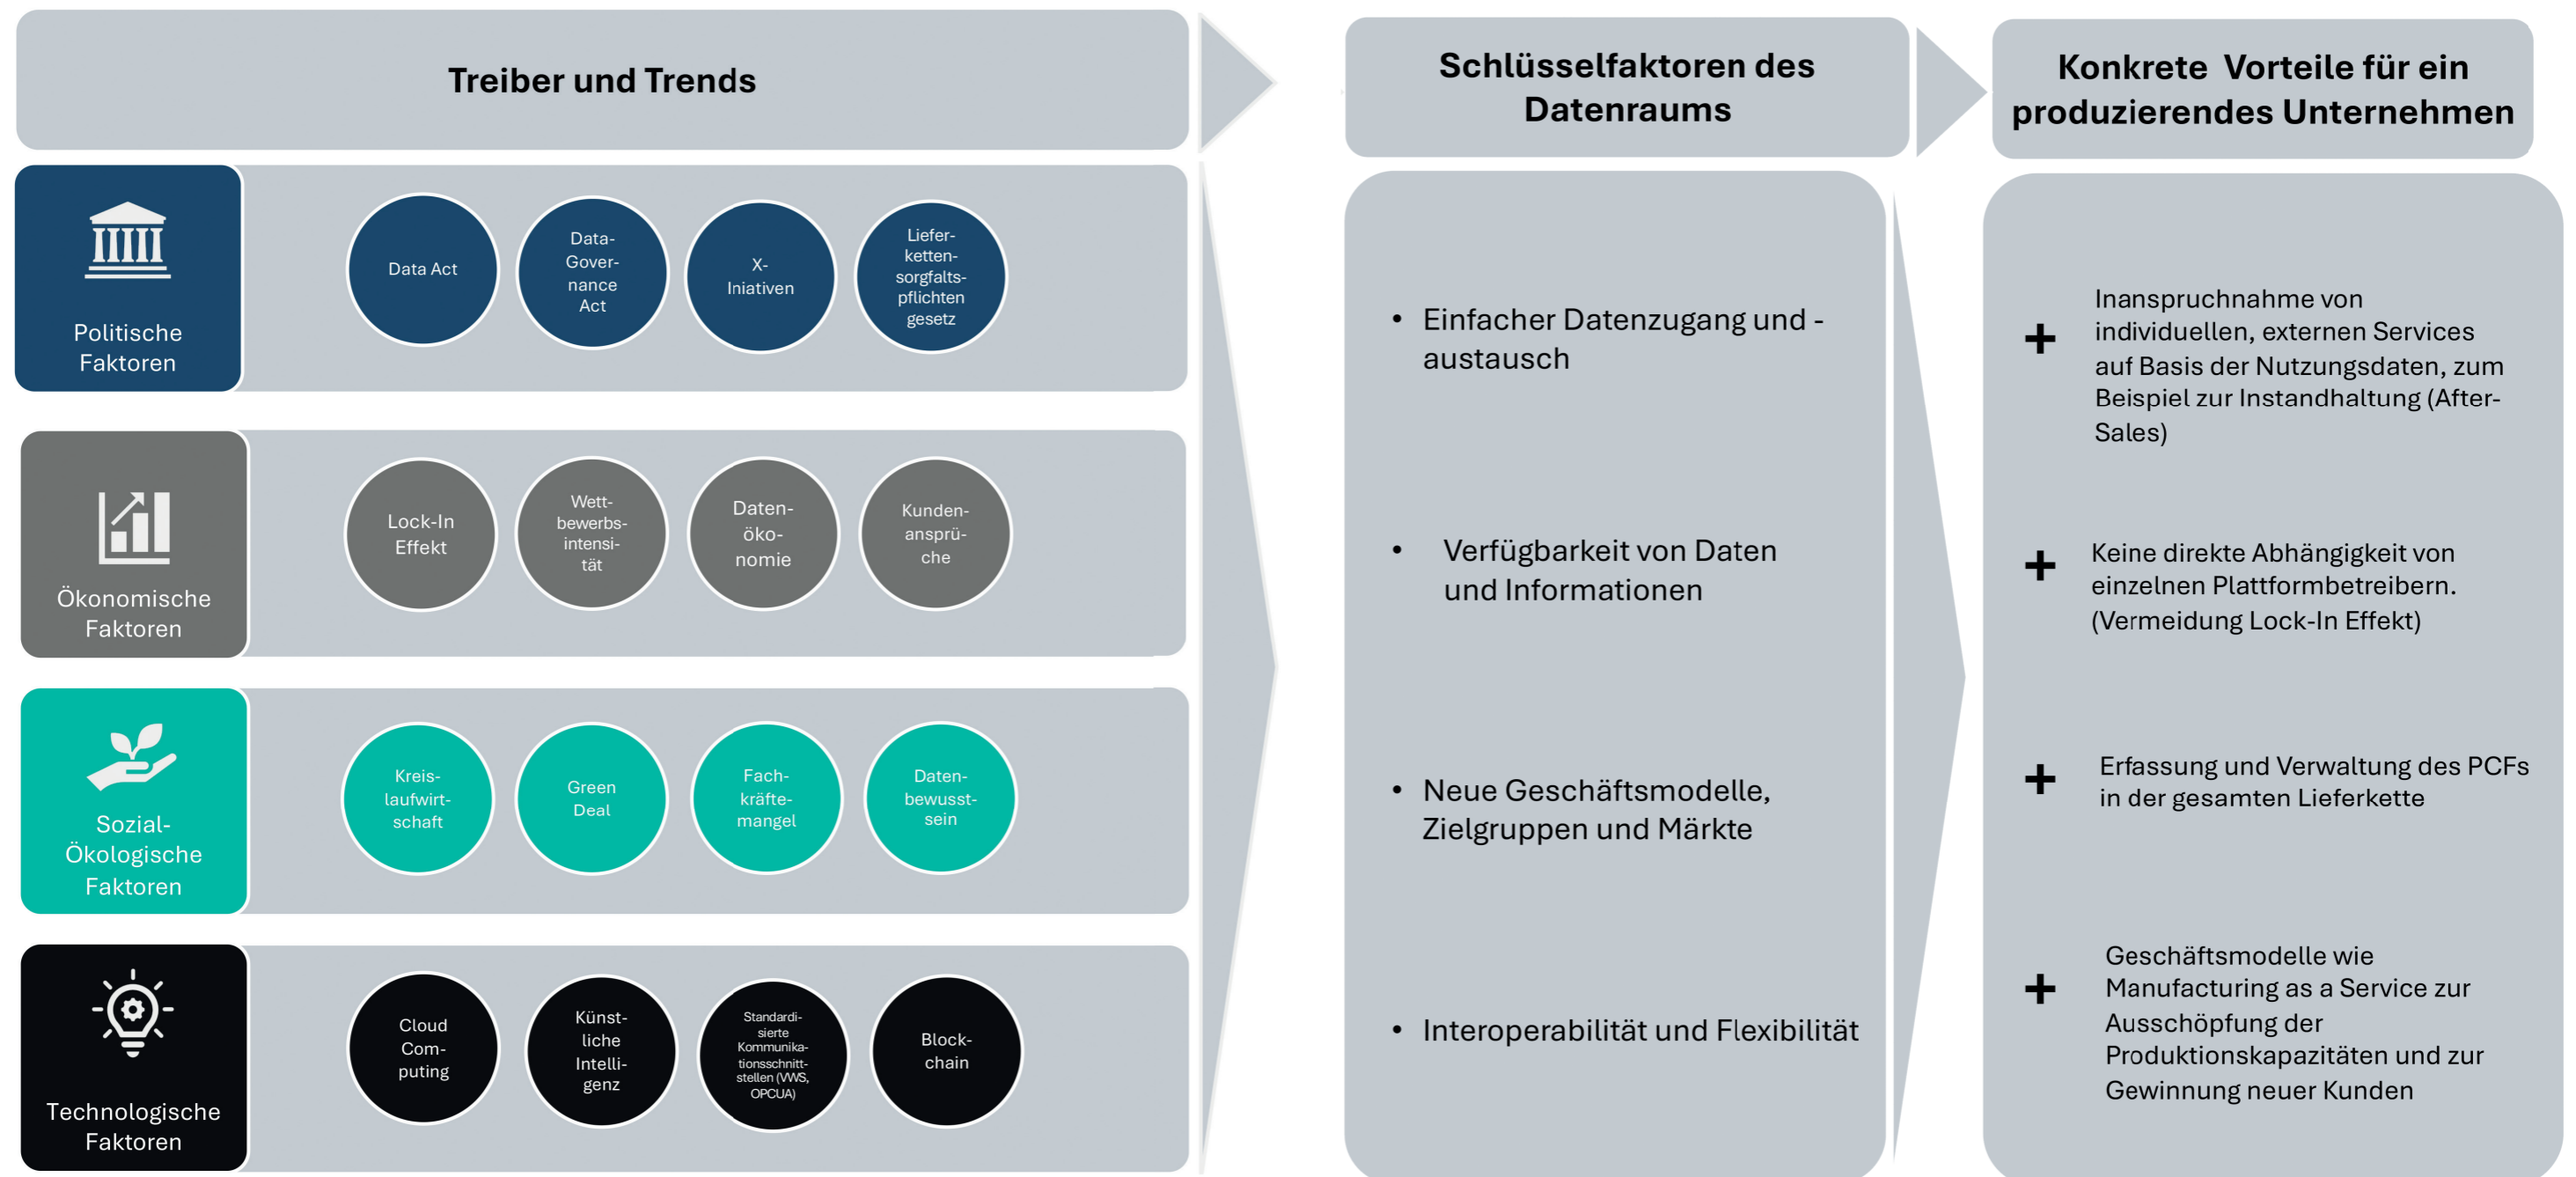 Treiber und Trends
Schlüsselfaktoren des
Datenraums
Konkrete Vorteile für ein
produzierendes Unternehmen
Politische
Faktoren
Data Act
Data-
Gover-
nance
Act
X-
Iniativen
Liefer-
ketten-
sorgfalts-
pflichten
gesetz
Ökonomische
Faktoren
Lock-In
Effekt
Wett-
bewerbs-
intensi-
tät
Daten-
öko-
nomie
Kunden-
ansprü-
che
Sozial-
Ökologische
Faktoren
Kreis-
laufwirt-
schaft
Green
Deal
Fach-
kräfte-
mangel
Daten-
bewusst-
sein
Technologische
Faktoren
Cloud
Com-
puting
Künst-
liche
Intelli-
genz
Standardi-
sierte
Kommunika-
tionsschnitt-
stellen (VWS,
OPCUA)
Block-
chain
• Einfacher Datenzugang und -
austausch
• Verfügbarkeit von Daten
und Informationen
• Neue Geschäftsmodelle,
Zielgruppen und Märkte
• Interoperabilität und Flexibilität
+ Inanspruchnahme von
individuellen, externen Services
auf Basis der Nutzungsdaten, zum
Beispiel zur Instandhaltung (After-
Sales)
+ Keine direkte Abhängigkeit von
einzelnen Plattformbetreibern.
(Vermeidung Lock-In Effekt)
+ Erfassung und Verwaltung des PCFs
in der gesamten Lieferkette
+ Geschäftsmodelle wie
Manufacturing as a Service zur
Ausschöpfung der
Produktionskapazitäten und zur
Gewinnung neuer Kunden